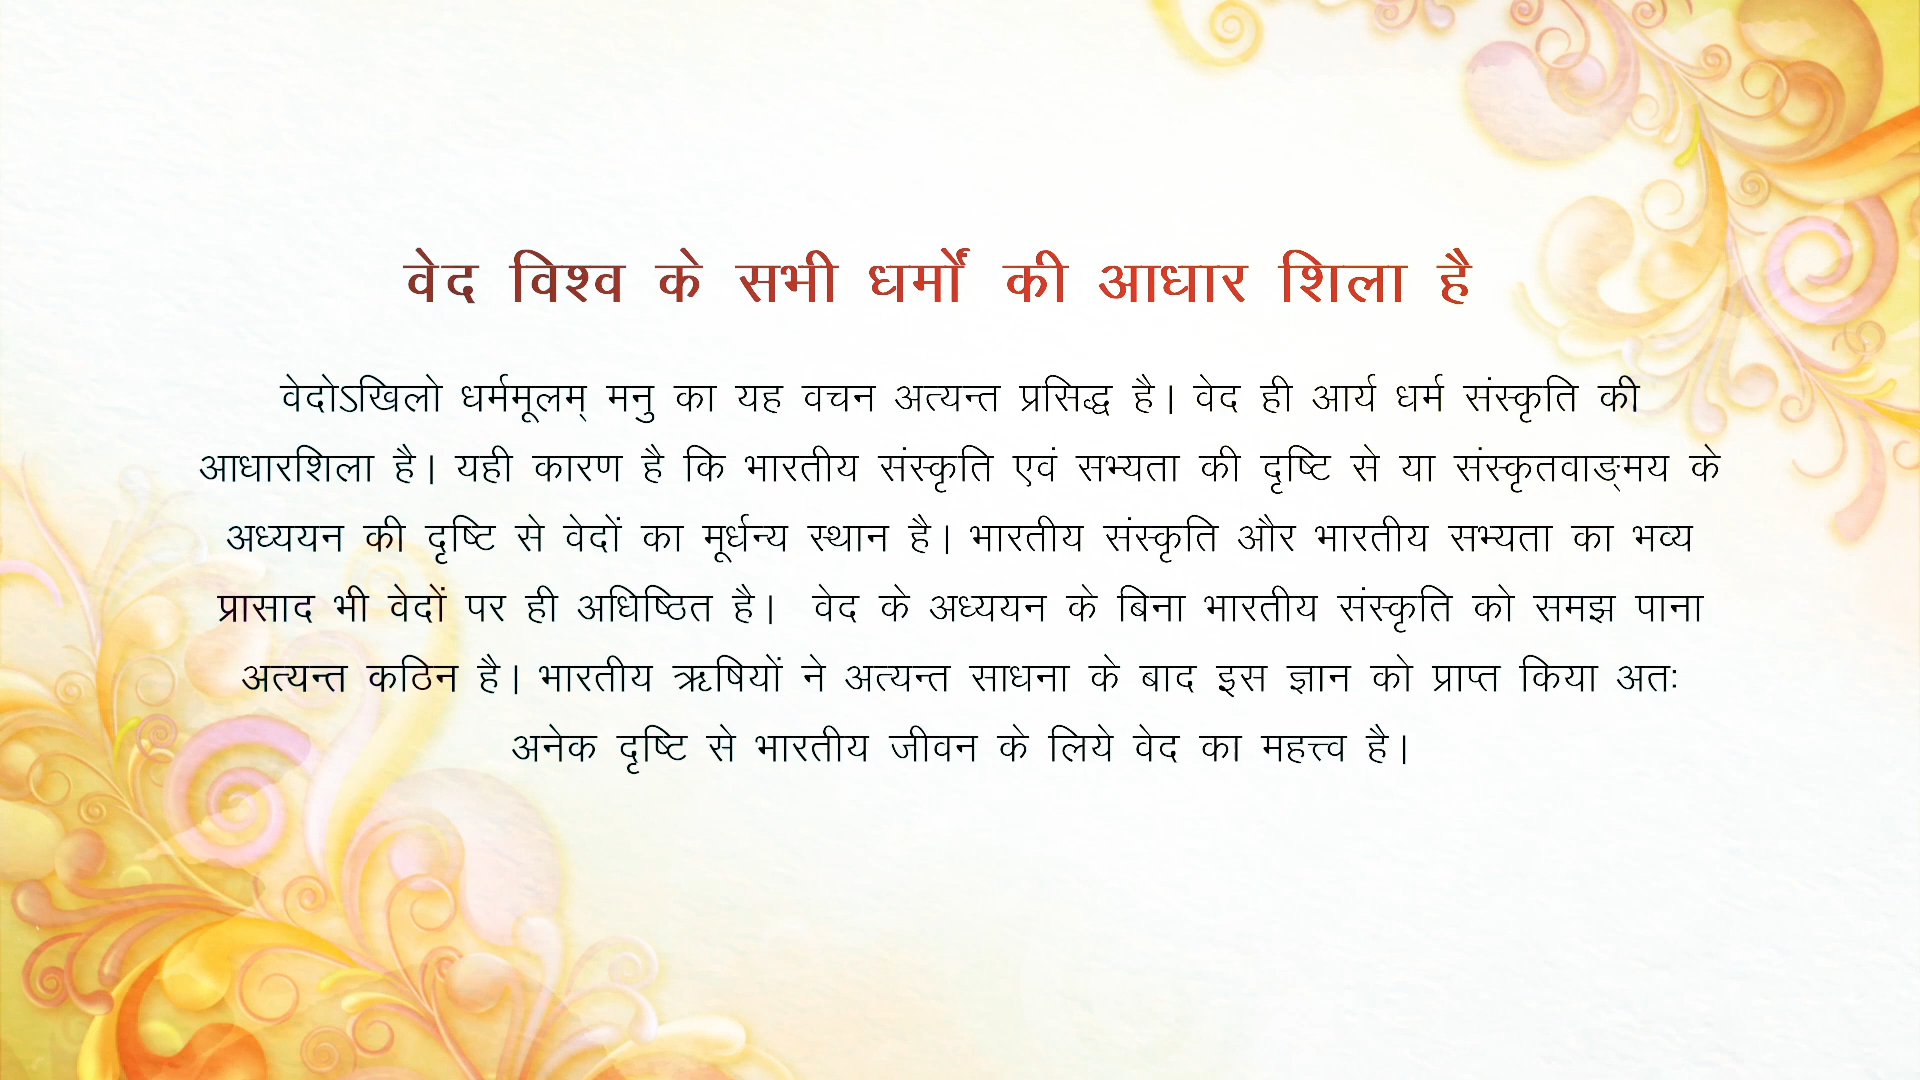 वेद विश्व के सभी धर्मों की आधार शिला है
वेदोऽखिलो धर्ममूलम् मनु का यह वचन अत्यन्त प्रसिद्ध है। वेद ही आर्य धर्म संस्कृति की
आधारशिला है। यही कारण है कि भारतीय संस्कृति एवं सभ्यता की दृष्टि से या संस्कृतवाङ्मय के
अध्ययन की दृष्टि से वेदों का मूर्धन्य स्थान है। भारतीय संस्कृति और भारतीय सभ्यता का भव्य
प्रासाद भी वेदों पर ही अधिष्ठित है। वेद के अध्ययन के बिना भारतीय संस्कृति को समझ पाना
अत्यन्त कठिन है। भारतीय ऋषियों ने अत्यन्त साधना के बाद इस ज्ञान को प्राप्त किया अतः
अनेक दृष्टि से भारतीय जीवन के लिये वेद का महत्त्व है।